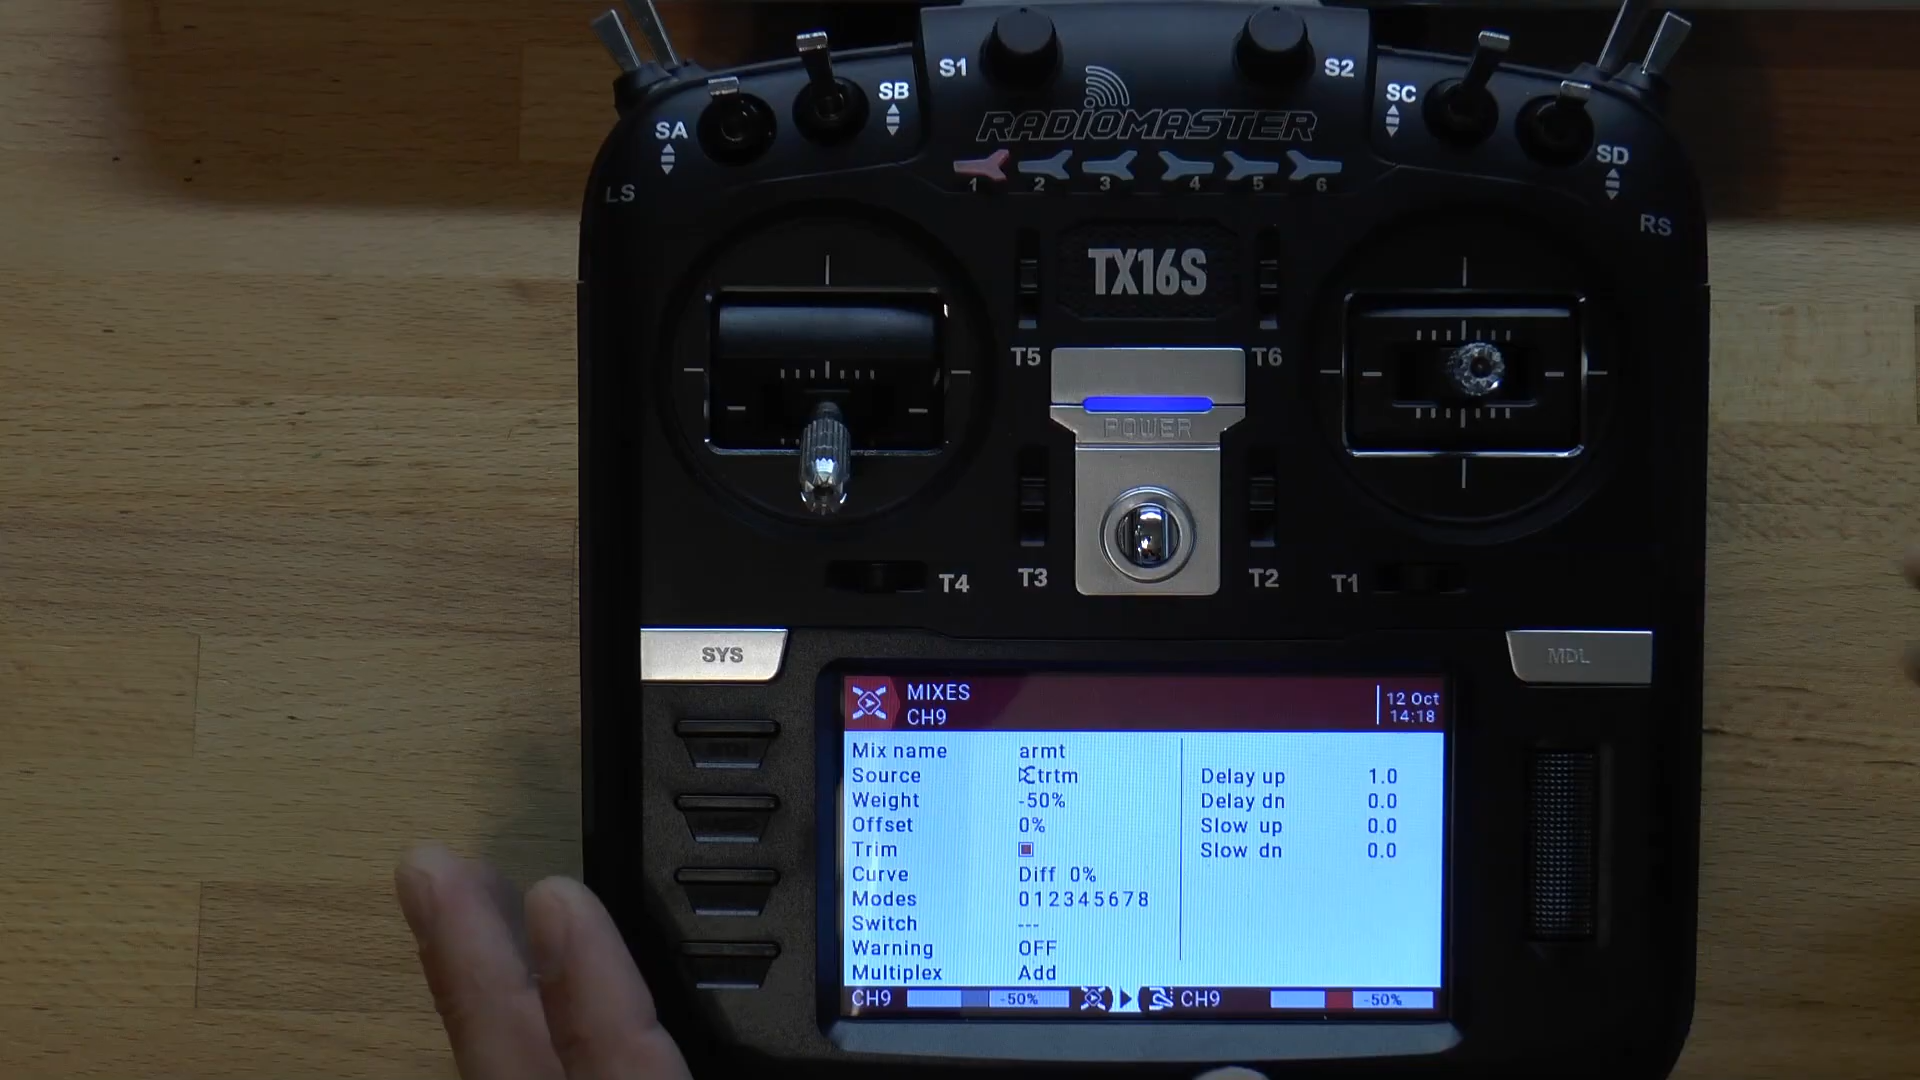 S1
S2
SB
SC
SA
SD
RADIOMASTER
1 2 3 4 5 6
LS
RS
TX16S
T5
T6
POWER
T4
T3
T2
T1
SYS
MDL
MIXES
CH9
12 Oct
14:18
Mix name armt
Source trtm
Weight -50%
Offset 0%
Trim
Curve Diff 0%
Modes 012345678
Switch ---
Warning OFF
Multiplex Add
Delay up 1.0
Delay dn 0.0
Slow up 0.0
Slow dn 0.0
CH9 -50%
CH9 -50%